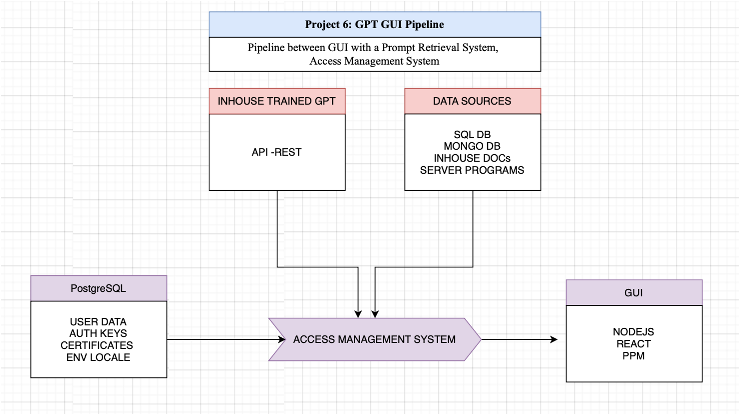 Project 6: GPT GUI Pipeline
Pipeline between GUI with a Prompt Retrieval System,
Access Management System
INHOUSE TRAINED GPT
API -REST
DATA SOURCES
SQL DB
MONGO DB
INHOUSE DOCs
SERVER PROGRAMS
PostgreSQL
USER DATA
AUTH KEYS
CERTIFICATES
ENV LOCALE
ACCESS MANAGEMENT SYSTEM
GUI
NODEJS
REACT
PPM